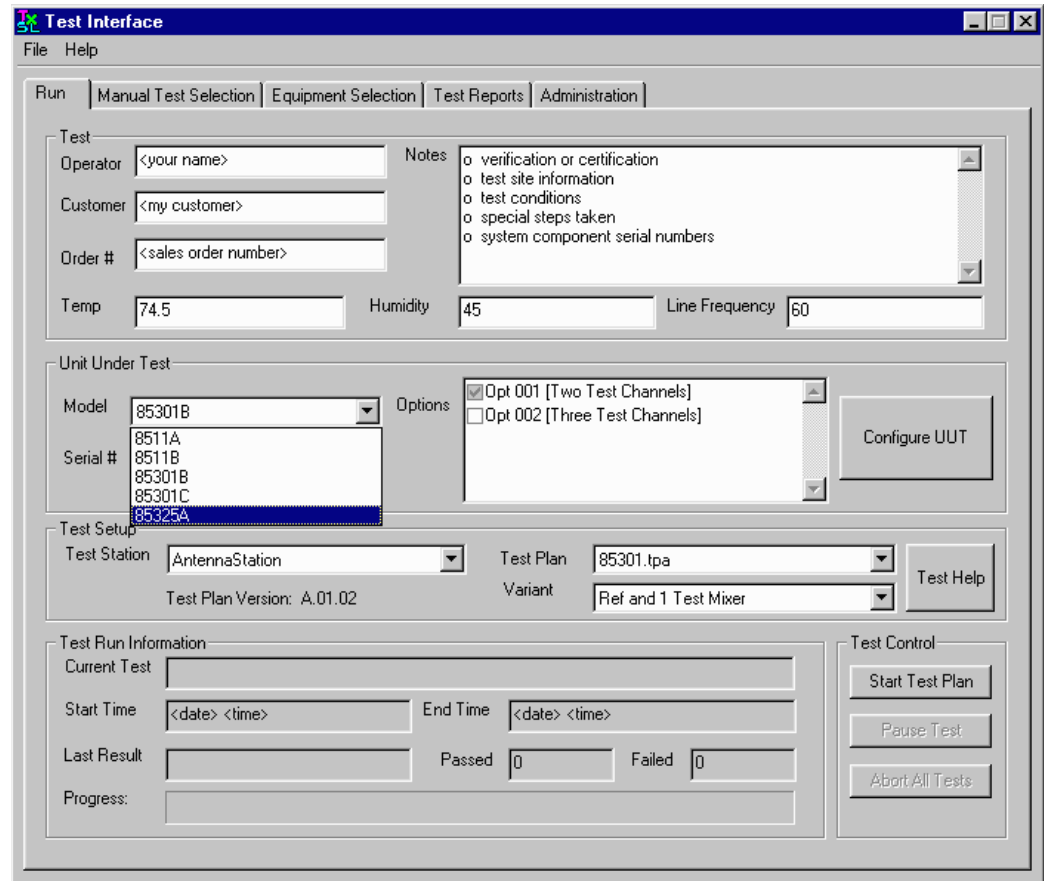 Test Interface
File Help
Run Manual Test Selection Equipment Selection Test Reports Administration
Test
Operator <your name>
Customer <my customer>
Order # <sales order number>
Notes o verification or certification
o test site information
o test conditions
o special steps taken
o system component serial numbers
Temp 74.5 Humidity 45 Line Frequency 60
Unit Under Test
Model 85301B
8511A
8511B
85301B
85301C
85325A
Serial #
Options Opt 001 [Two Test Channels]
Opt 002 [Three Test Channels]
Configure UUT
Test Setup
Test Station AntennaStation
Test Plan Version: A.01.02
Test Plan 85301.tpa
Variant Ref and 1 Test Mixer
Test Help
Test Run Information
Current Test
Start Time <date> <time> End Time <date> <time>
Last Result Passed 0 Failed 0
Progress:
Test Control
Start Test Plan
Pause Test
Abort All Tests